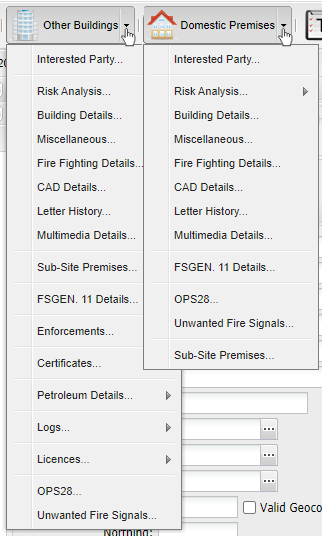 Other Buildings
Domestic Premises
Interested Party...
Risk Analysis...
Building Details...
Miscellaneous...
Fire Fighting Details...
CAD Details...
Letter History...
Multimedia Details...
Sub-Site Premises...
FSGEN. 11 Details...
Enforcements...
Certificates...
Petroleum Details...
Logs...
Licences...
OPS28...
Unwanted Fire Signals...
Interested Party...
Risk Analysis...
Building Details...
Miscellaneous...
Fire Fighting Details...
CAD Details...
Letter History...
Multimedia Details...
FSGEN. 11 Details...
OPS28...
Unwanted Fire Signals...
Sub-Site Premises...
...
...
...
Valid Geoco
Northing: